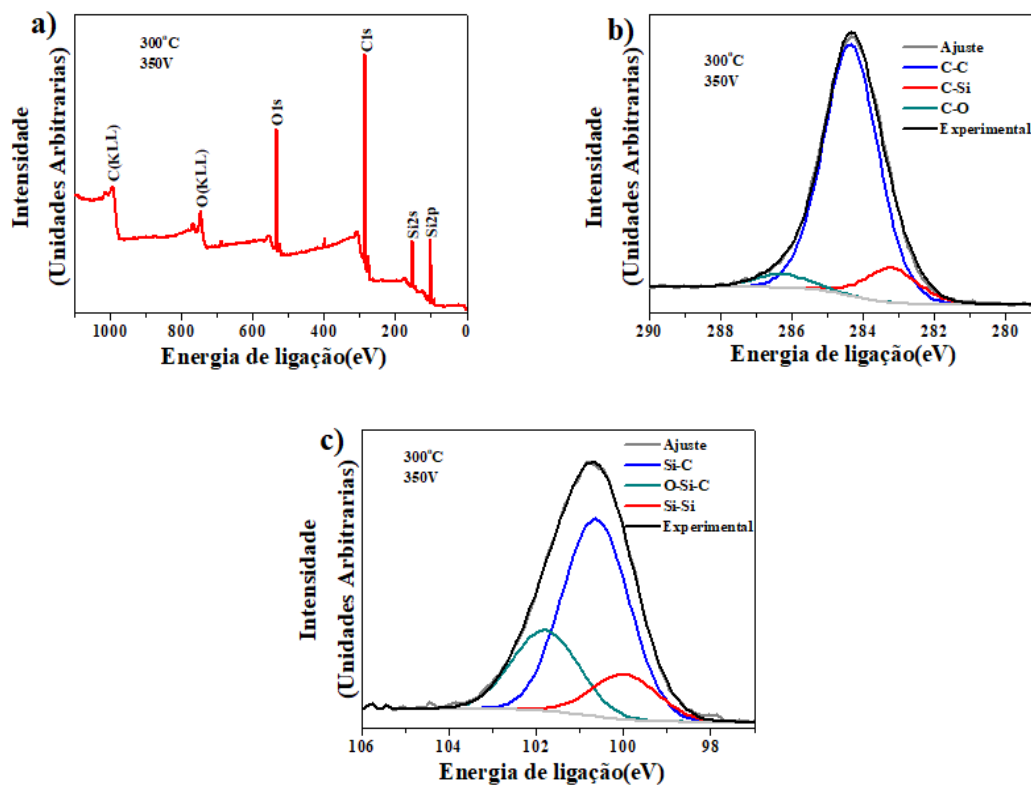 a)
300°C
350V
C(KLL)
O(KLL)
O1s
C1s
Si2s
Si2p
Intensidade
(Unidades Arbitrarias)
1000 800 600 400 200 0
Energia de ligação(eV)
b)
300°C
350V
Ajuste
C-C
C-Si
C-O
Experimental
Intensidade
(Unidades Arbitrarias)
290 288 286 284 282 280
Energia de ligação(eV)
c)
300°C
350V
Ajuste
Si-C
O-Si-C
Si-Si
Experimental
Intensidade
(Unidades Arbitrarias)
106 104 102 100 98
Energia de ligação(eV)